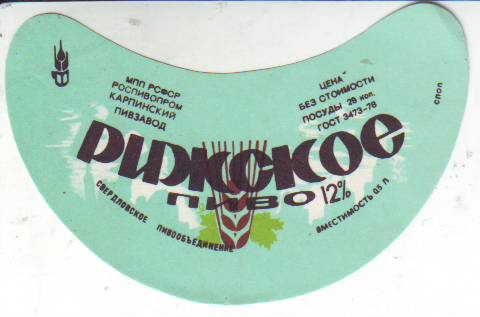 МПП РСФСР
РОСПИВОПРОМ
КАРПИНСКИЙ
ПИВЗАВОД
ЦЕНА
БЕЗ СТОИМОСТИ
ПОСУДЫ 28 коп.
ГОСТ 3473-78
СПОП
РИЖСКОЕ
ПИВО 12%
СВЕРДЛОВСКОЕ ПИВООБЪЕДИНЕНИЕ
ВМЕСТИМОСТЬ 0,5 л